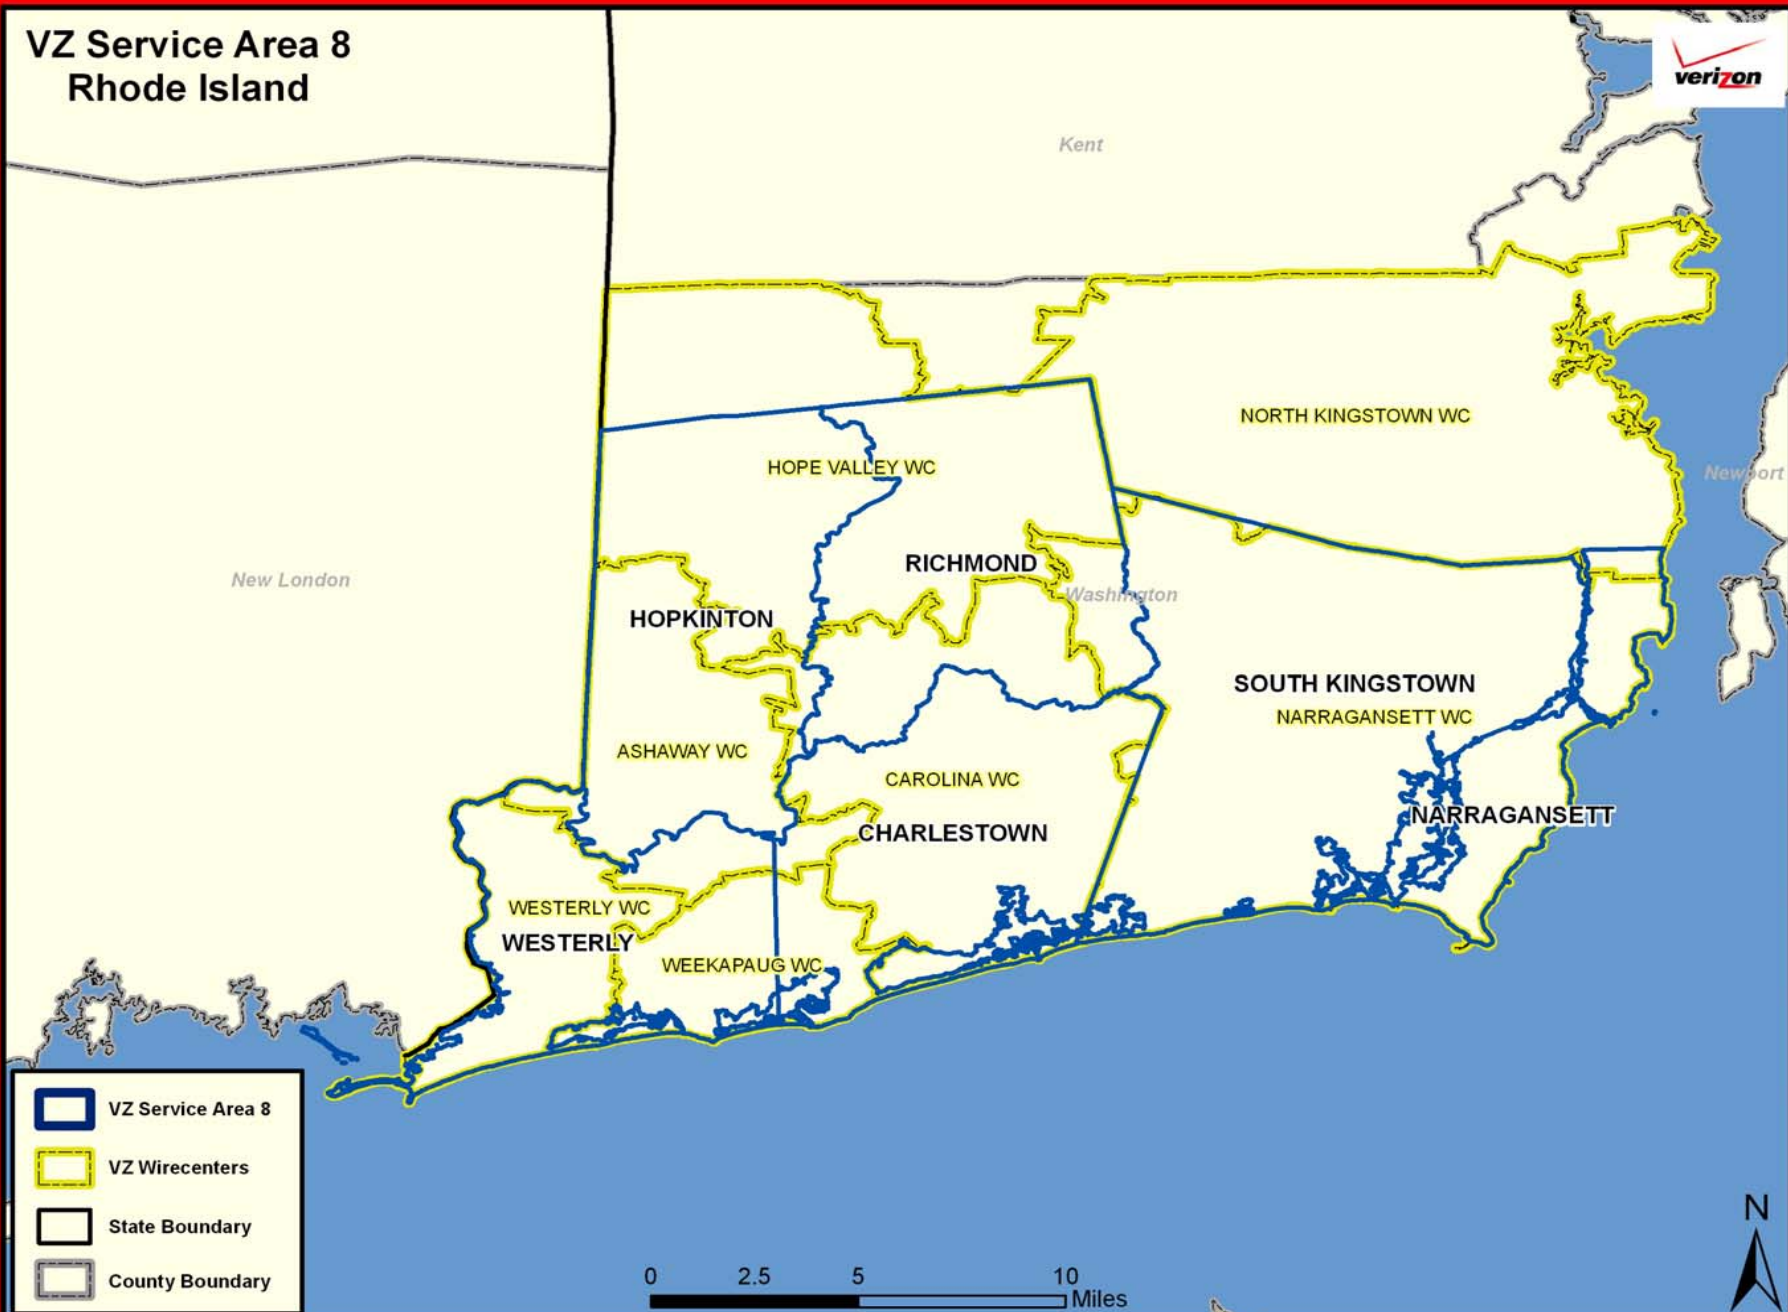 VZ Service Area 8
Rhode Island
verizon
Kent
NORTH KINGSTOWN WC
HOPE VALLEY WC
Newport
RICHMOND
New London
Washington
HOPKINTON
SOUTH KINGSTOWN
NARRAGANSETT WC
ASHAWAY WC
CAROLINA WC
NARRAGANSETT
CHARLESTOWN
WESTERLY WC
WESTERLY
WEEKAPAUG WC
VZ Service Area 8
VZ Wirecenters
State Boundary
County Boundary
N
0 2.5 5 10
Miles